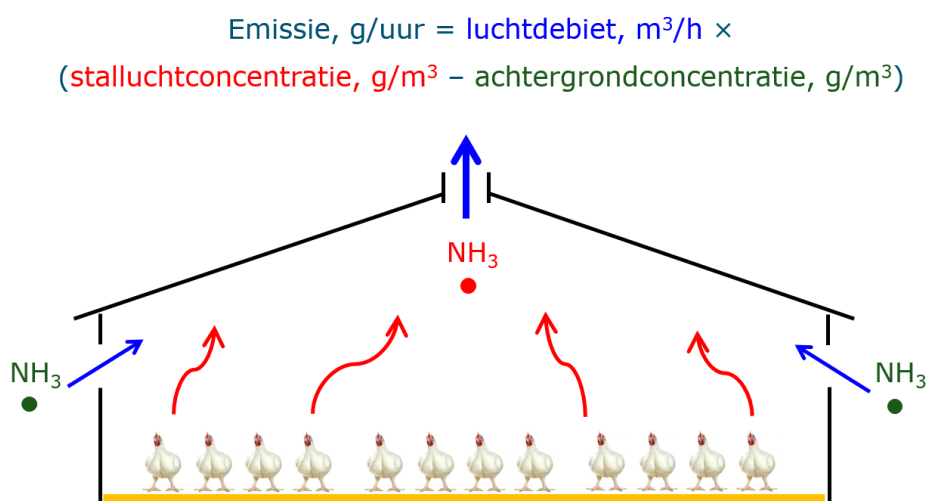 Emissie, g/uur = luchtdebiet, m³/h ×
(stalluchtconcentratie, g/m³ – achtergrondconcentratie, g/m³)
NH₃
NH₃
NH₃